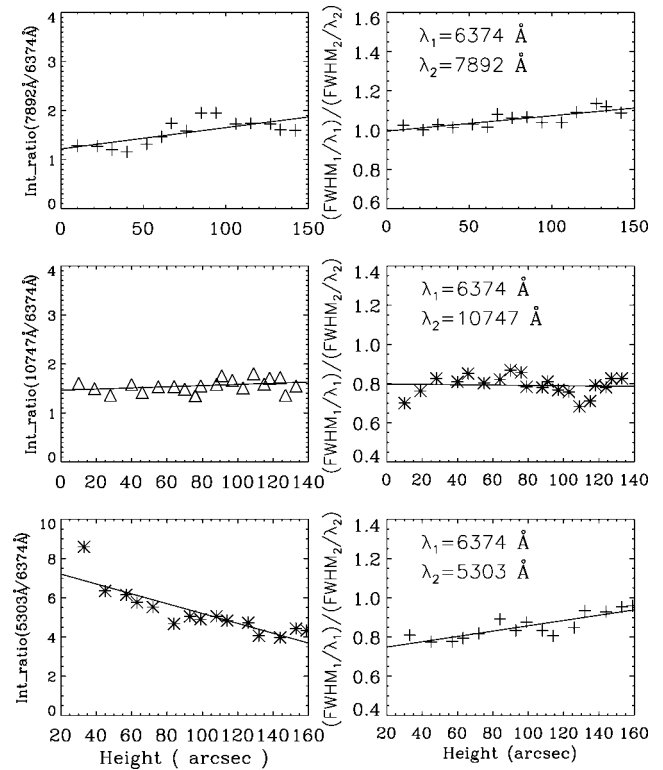 Int_ratio(7892Å/6374Å)
4
3
2
1
0
0 50 100 150
(FWHM₁/λ₁)/(FWHM₂/λ₂)
1.6
1.4
1.2
1.0
0.8
0.6
λ₁=6374 Å
λ₂=7892 Å
0 50 100 150
Int_ratio(10747Å/6374Å)
4
3
2
1
0
0 20 40 60 80 100 120 140
(FWHM₁/λ₁)/(FWHM₂/λ₂)
1.4
1.2
1.0
0.8
0.6
0.4
λ₁=6374 Å
λ₂=10747 Å
0 20 40 60 80 100 120 140
Int_ratio(5303Å/6374Å)
10
8
6
4
2
0
20 40 60 80 100 120 140 160
Height ( arcsec )
(FWHM₁/λ₁)/(FWHM₂/λ₂)
1.4
1.2
1.0
0.8
0.6
0.4
λ₁=6374 Å
λ₂=5303 Å
20 40 60 80 100 120 140 160
Height (arcsec)